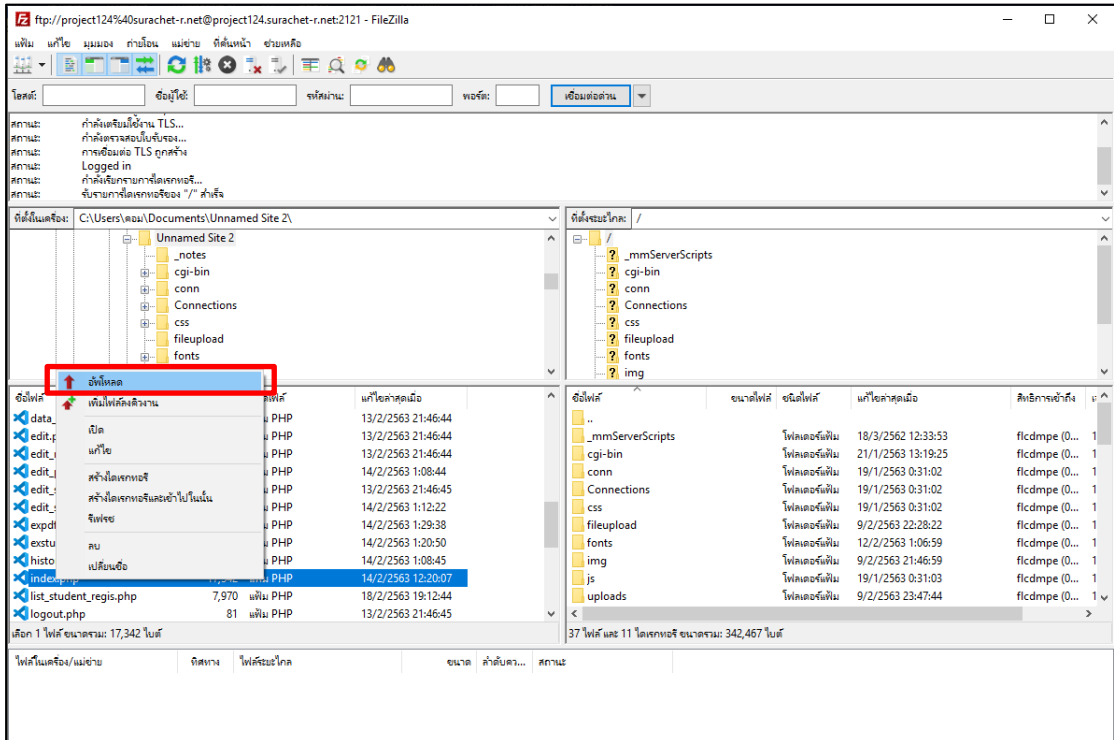 ftp://project124%40surachet-r.net@project124.surachet-r.net:2121 - FileZilla
แฟ้ม แก้ไข มุมมอง ถ่ายโอน แม่ข่าย ที่คั่นหน้า ช่วยเหลือ
โฮสต์: ชื่อผู้ใช้: รหัสผ่าน: พอร์ต: เชื่อมต่อด่วน
สถานะ: กำลังเตรียมใช้งาน TLS...
สถานะ: กำลังตรวจสอบใบรับรอง...
สถานะ: การเชื่อมต่อ TLS ถูกสร้าง
สถานะ: Logged in
สถานะ: กำลังเรียกรายการไดเรกทอรี...
สถานะ: รับรายการไดเรกทอรีของ "/" สำเร็จ
ที่ตั้งในเครื่อง: C:\Users\คอม\Documents\Unnamed Site 2\
Unnamed Site 2
_notes
cgi-bin
conn
Connections
css
fileupload
fonts
ที่ตั้งระยะไกล: /
/
_mmServerScripts
cgi-bin
conn
Connections
css
fileupload
fonts
img
อัพโหลด
เพิ่มไฟล์ลงคิวงาน
เปิด
แก้ไข
สร้างไดเรกทอรี
สร้างไดเรกทอรีและเข้าไปในนั้น
รีเฟรช
ลบ
เปลี่ยนชื่อ
ชื่อไฟล์ แก้ไขล่าสุดเมื่อ
data_ PHP 13/2/2563 21:46:44
edit.p PHP 13/2/2563 21:46:44
edit_ PHP 13/2/2563 21:46:44
edit_ PHP 14/2/2563 1:08:44
edit_s PHP 13/2/2563 21:46:45
edit_s PHP 14/2/2563 1:12:22
expdf PHP 14/2/2563 1:29:38
exstu PHP 14/2/2563 1:20:50
histo PHP 14/2/2563 1:08:45
index.php 17,342 แฟ้ม PHP 14/2/2563 12:20:07
list_student_regis.php 7,970 แฟ้ม PHP 18/2/2563 19:12:44
logout.php 81 แฟ้ม PHP 13/2/2563 21:46:45
เลือก 1 ไฟล์ ขนาดรวม: 17,342 ไบต์
ชื่อไฟล์ ขนาดไฟล์ ชนิดไฟล์ แก้ไขล่าสุดเมื่อ สิทธิการเข้าถึง
..
_mmServerScripts โฟลเดอร์แฟ้ม 18/3/2562 12:33:53 flcdmpe (0... 1
cgi-bin โฟลเดอร์แฟ้ม 21/1/2563 13:19:25 flcdmpe (0... 1
conn โฟลเดอร์แฟ้ม 19/1/2563 0:31:02 flcdmpe (0... 1
Connections โฟลเดอร์แฟ้ม 19/1/2563 0:31:02 flcdmpe (0... 1
css โฟลเดอร์แฟ้ม 19/1/2563 0:31:02 flcdmpe (0... 1
fileupload โฟลเดอร์แฟ้ม 9/2/2563 22:28:22 flcdmpe (0... 1
fonts โฟลเดอร์แฟ้ม 12/2/2563 1:06:59 flcdmpe (0... 1
img โฟลเดอร์แฟ้ม 9/2/2563 21:46:59 flcdmpe (0... 1
js โฟลเดอร์แฟ้ม 19/1/2563 0:31:03 flcdmpe (0... 1
uploads โฟลเดอร์แฟ้ม 9/2/2563 23:47:44 flcdmpe (0... 1
37 ไฟล์ และ 11 ไดเรกทอรี ขนาดรวม: 342,467 ไบต์
ไฟล์ในเครื่อง/แม่ข่าย ทิศทาง ไฟล์ระยะไกล ขนาด ลำดับคว... สถานะ